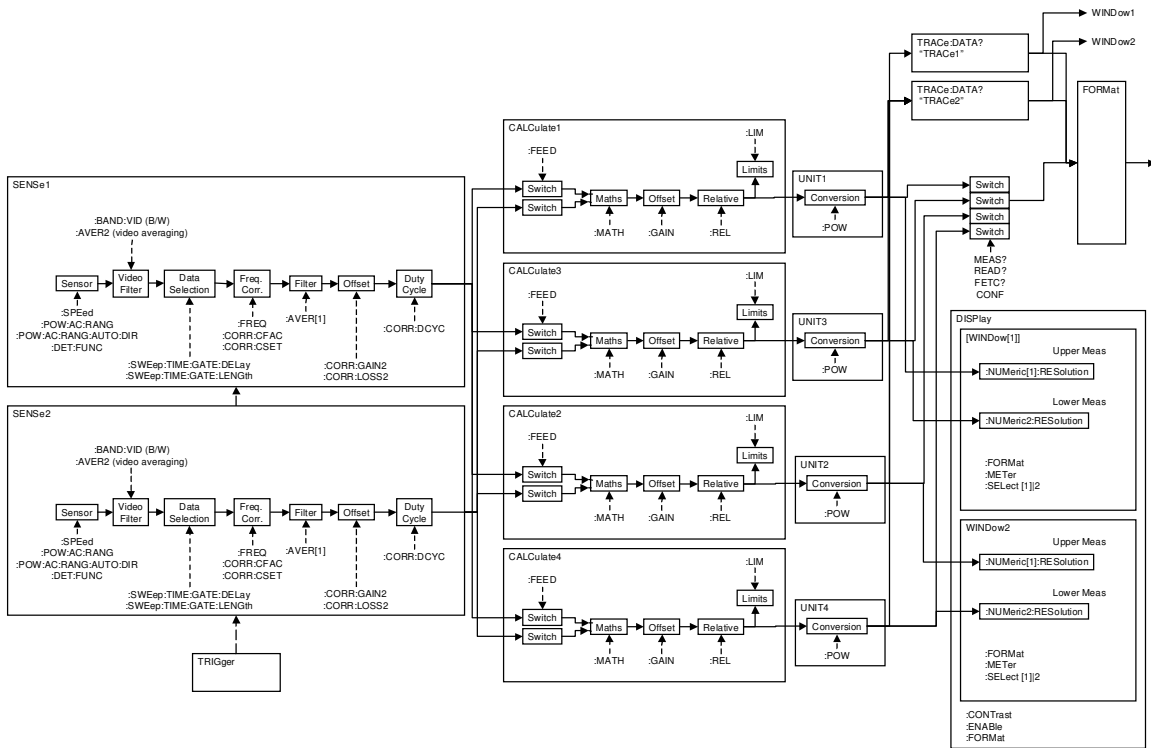 SENSe1
:BAND:VID (B/W)
:AVER2 (video averaging)
Sensor
Video
Filter
Data
Selection
Freq.
Corr.
Filter
Offset
Duty
Cycle
:SPEed
:POW:AC:RANG
:POW:AC:RANG:AUTO:DIR
:DET:FUNC
:FREQ
:CORR:CFAC
:CORR:CSET
:AVER[1]
:CORR:DCYC
:SWEep:TIME:GATE:DELay
:SWEep:TIME:GATE:LENGth
:CORR:GAIN2
:CORR:LOSS2
SENSe2
:BAND:VID (B/W)
:AVER2 (video averaging)
Sensor
Video
Filter
Data
Selection
Freq.
Corr.
Filter
Offset
Duty
Cycle
:SPEed
:POW:AC:RANG
:POW:AC:RANG:AUTO:DIR
:DET:FUNC
:FREQ
:CORR:CFAC
:CORR:CSET
:AVER[1]
:CORR:DCYC
:SWEep:TIME:GATE:DELay
:SWEep:TIME:GATE:LENGth
:CORR:GAIN2
:CORR:LOSS2
TRIGger
CALCulate1
:FEED
:LIM
Limits
Switch
Switch
Maths
Offset
Relative
:MATH
:GAIN
:REL
UNIT1
Conversion
:POW
CALCulate3
:FEED
:LIM
Limits
Switch
Switch
Maths
Offset
Relative
:MATH
:GAIN
:REL
UNIT3
Conversion
:POW
CALCulate2
:FEED
:LIM
Limits
Switch
Switch
Maths
Offset
Relative
:MATH
:GAIN
:REL
UNIT2
Conversion
:POW
CALCulate4
:FEED
:LIM
Limits
Switch
Switch
Maths
Offset
Relative
:MATH
:GAIN
:REL
UNIT4
Conversion
:POW
TRACe:DATA?
“TRACe1”
TRACe:DATA?
“TRACe2”
WINDow1
WINDow2
FORMat
Switch
Switch
Switch
Switch
MEAS?
READ?
FETC?
CONF
DISPlay
[WINDow[1]]
Upper Meas
:NUMeric[1]:RESolution
Lower Meas
:NUMeric2:RESolution
:FORMat
:METer
:SELect [1]|2
WINDow2
Upper Meas
:NUMeric[1]:RESolution
Lower Meas
:NUMeric2:RESolution
:FORMat
:METer
:SELect [1]|2
:CONTrast
:ENABle
:FORMat